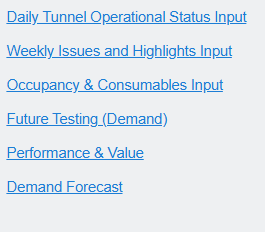 Daily Tunnel Operational Status Input
Weekly Issues and Highlights Input
Occupancy & Consumables Input
Future Testing (Demand)
Performance & Value
Demand Forecast